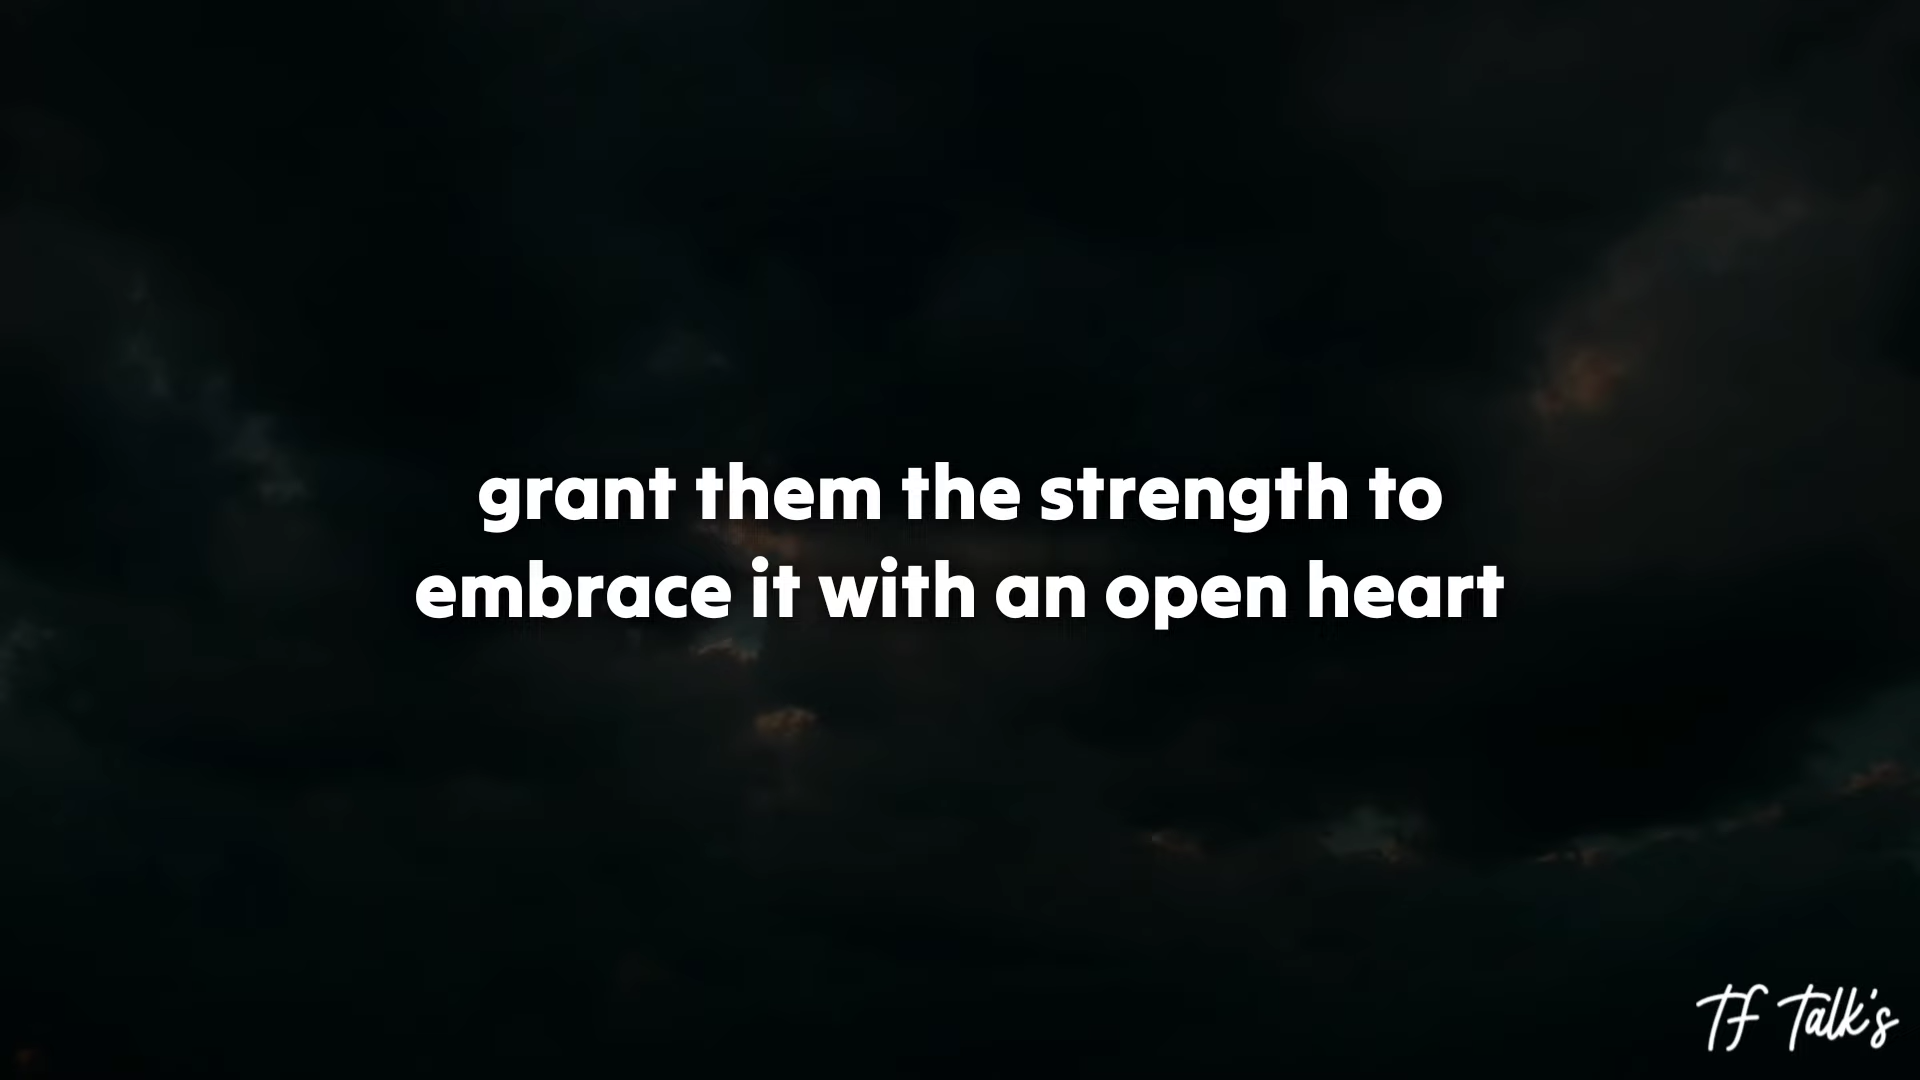 grant them the strength to
embrace it with an open heart
TF Talk's